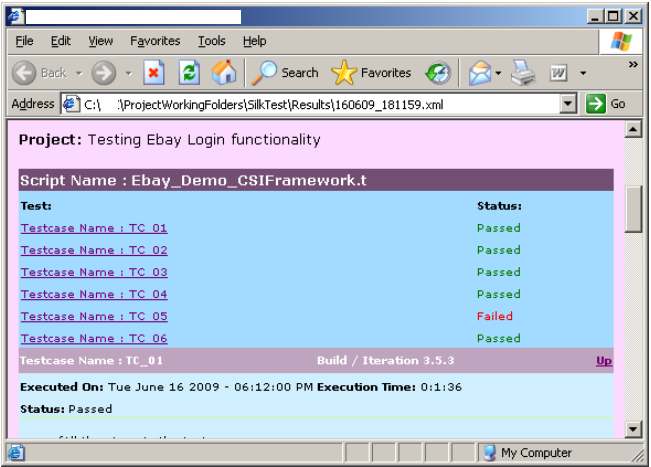 File Edit View Favorites Tools Help
Back Search Favorites
Address C:\ :\ProjectWorkingFolders\SilkTest\Results\160609_181159.xml Go
Project: Testing Ebay Login functionality
Script Name : Ebay_Demo_CSIFramework.t
Test: Status:
Testcase Name : TC_01 Passed
Testcase Name : TC_02 Passed
Testcase Name : TC_03 Passed
Testcase Name : TC_04 Passed
Testcase Name : TC_05 Failed
Testcase Name : TC_06 Passed
Testcase Name : TC_01 Build / Iteration 3.5.3 Up
Executed On: Tue June 16 2009 - 06:12:00 PM Execution Time: 0:1:36
Status: Passed
My Computer